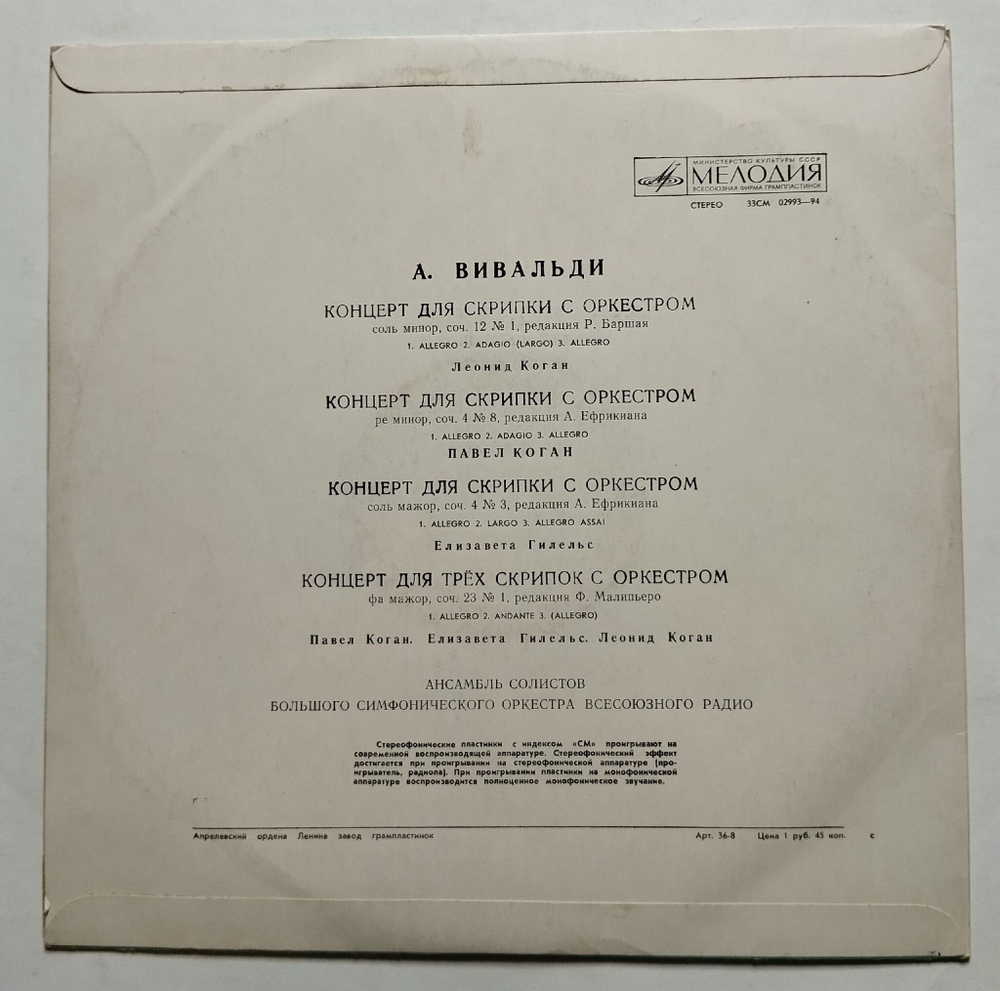 МИНИСТЕРСТВО КУЛЬТУРЫ СССР
МЕЛОДИЯ
ВСЕСОЮЗНАЯ ФИРМА ГРАМПЛАСТИНОК
СТЕРЕО 33СМ 02993—94
А. ВИВАЛЬДИ
КОНЦЕРТ ДЛЯ СКРИПКИ С ОРКЕСТРОМ
соль минор, соч. 12 № 1, редакция Р. Баршая
1. ALLEGRO 2. ADAGIO (LARGO) 3. ALLEGRO
Леонид Коган
КОНЦЕРТ ДЛЯ СКРИПКИ С ОРКЕСТРОМ
ре минор, соч. 4 № 8, редакция А. Ефрикиана
1. ALLEGRO 2. ADAGIO 3. ALLEGRO
ПАВЕЛ КОГАН
КОНЦЕРТ ДЛЯ СКРИПКИ С ОРКЕСТРОМ
соль мажор, соч. 4 № 3, редакция А. Ефрикиана
1. ALLEGRO 2. LARGO 3. ALLEGRO ASSAI
Елизавета Гилельс
КОНЦЕРТ ДЛЯ ТРЁХ СКРИПОК С ОРКЕСТРОМ
фа мажор, соч. 23 № 1, редакция Ф. Малипьеро
1. ALLEGRO 2. ANDANTE 3. (ALLEGRO)
Павел Коган. Елизавета Гилельс. Леонид Коган
АНСАМБЛЬ СОЛИСТОВ
БОЛЬШОГО СИМФОНИЧЕСКОГО ОРКЕСТРА ВСЕСОЮЗНОГО РАДИО
Стереофонические пластинки с индексом «СМ» проигрывают на
современной воспроизводящей аппаратуре. Стереофонический эффект
достигается при проигрывании на стереофонической аппаратуре (про-
игрыватель, радиола). При проигрывании пластинки на монофонической
аппаратуре воспроизводится полноценное монофоническое звучание.
Апрелевский ордена Ленина завод грампластинок Арт. 36-8 Цена 1 руб. 45 коп. с